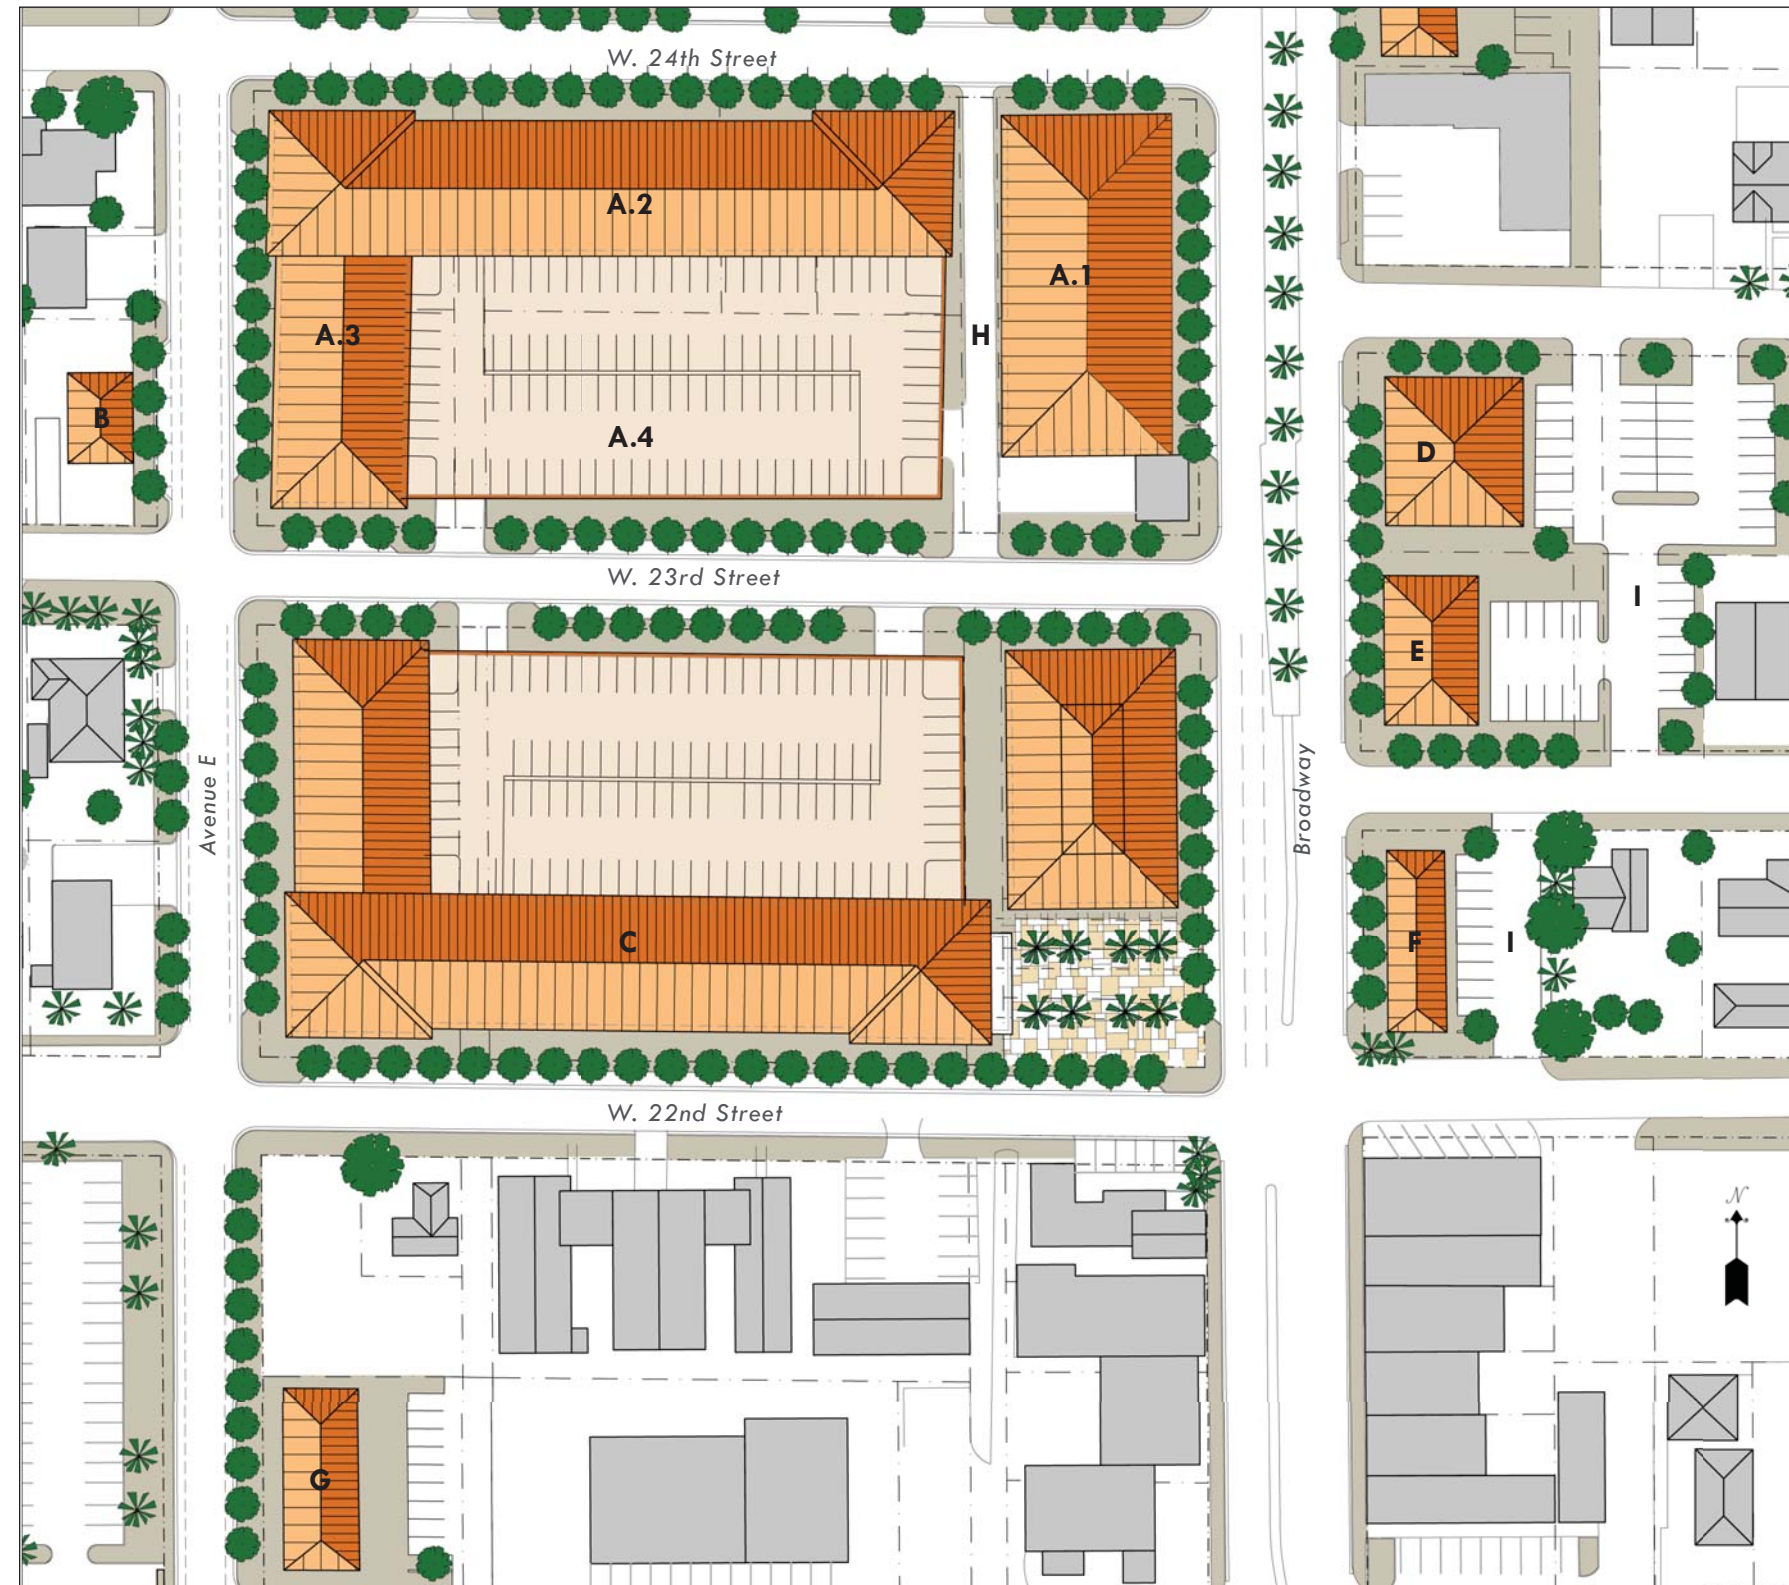 W. 24th Street
A.2
A.1
A.3
H
B
A.4
D
W. 23rd Street
I
E
Broadway
Avenue E
C
F
I
W. 22nd Street
N
G